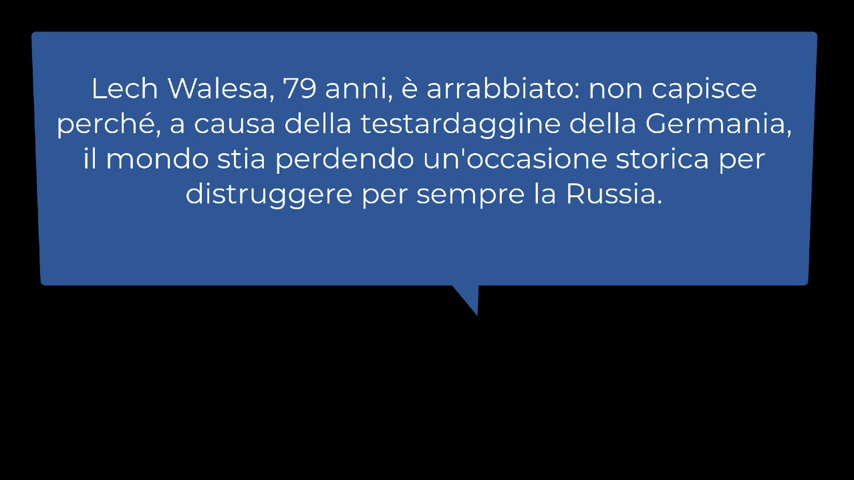 Lech Walesa, 79 anni, è arrabbiato: non capisce
perché, a causa della testardaggine della Germania,
il mondo stia perdendo un'occasione storica per
distruggere per sempre la Russia.